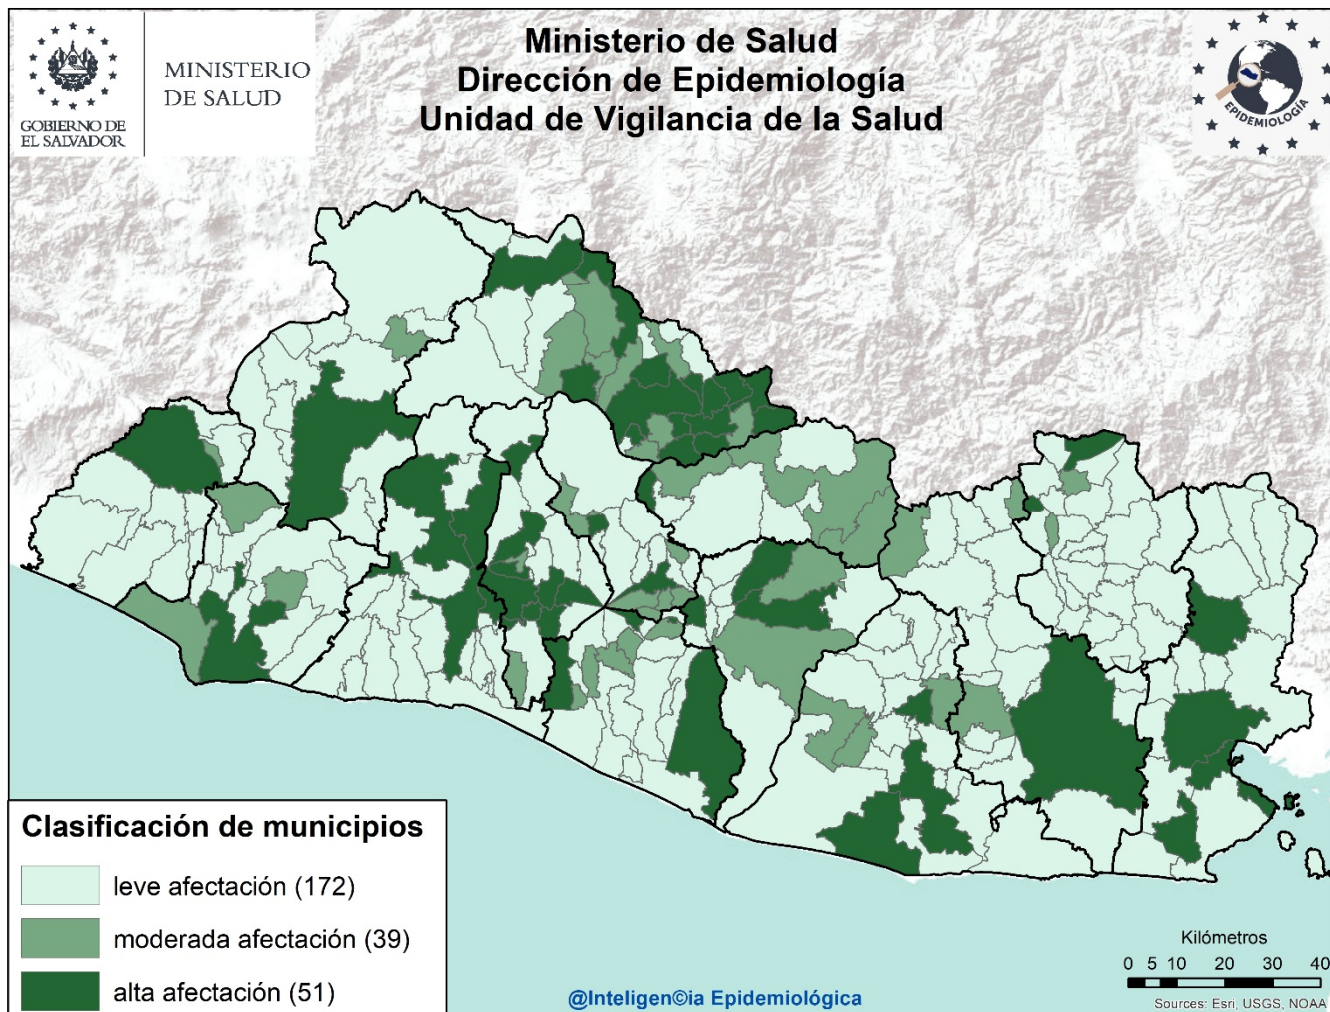 Ministerio de Salud
Dirección de Epidemiología
Unidad de Vigilancia de la Salud
GOBIERNO DE
EL SALVADOR
MINISTERIO
DE SALUD
EPIDEMIOLOGÍA
Clasificación de municipios
leve afectación (172)
moderada afectación (39)
alta afectación (51)
@Inteligen©ia Epidemiológica
Kilómetros
0 5 10 20 30 40
Sources: Esri, USGS, NOAA